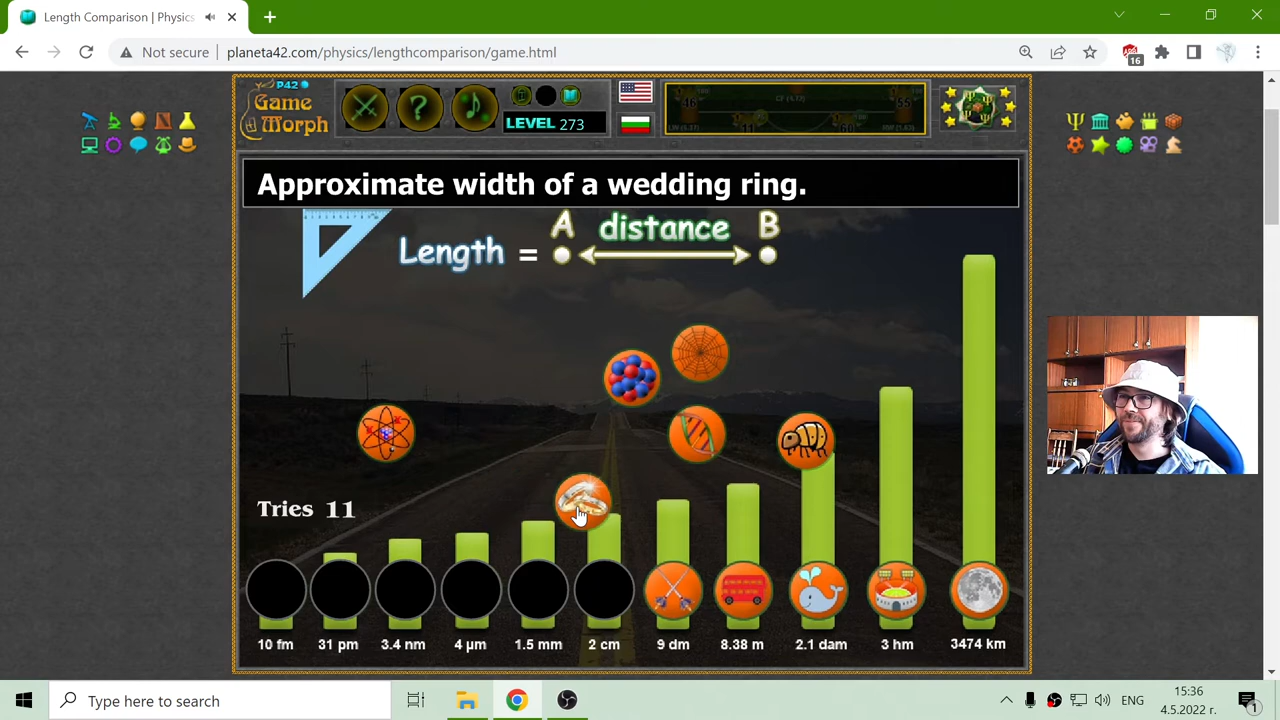 Length Comparison | Physics
Not secure
planeta42.com/physics/lengthcomparison/game.html
16
P42
Game
Morph
LEVEL 273
Approximate width of a wedding ring.
A distance B
Length =
Tries 11
10 fm 31 pm 3.4 nm 4 µm 1.5 mm 2 cm 9 dm 8.38 m 2.1 dam 3 hm 3474 km
Type here to search
ЕНГ
15:36
4.5.2022 г.
1